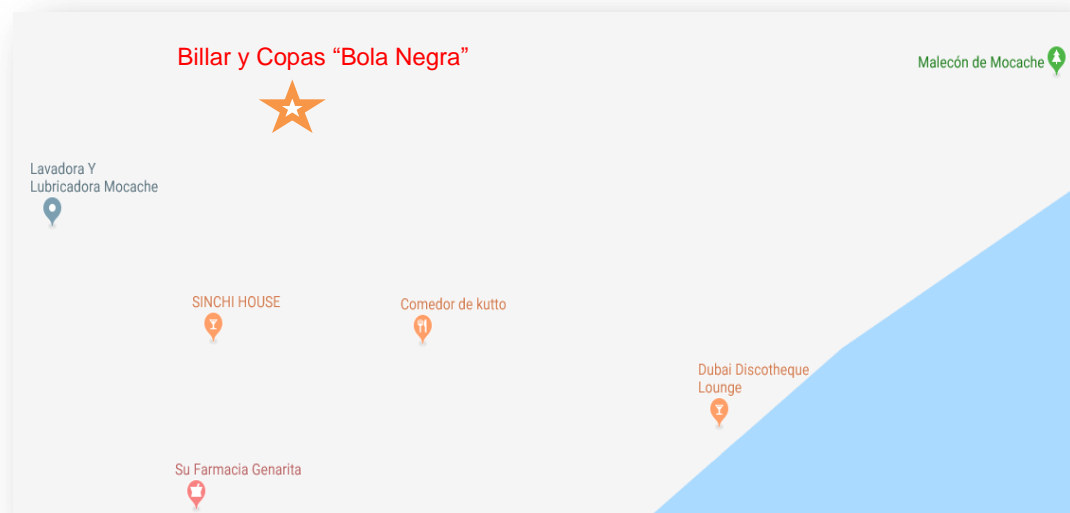 Billar y Copas “Bola Negra”
Malecón de Mocache
Lavadora Y
Lubricadora Mocache
SINCHI HOUSE
Comedor de kutto
Dubai Discotheque
Lounge
Su Farmacia Genarita